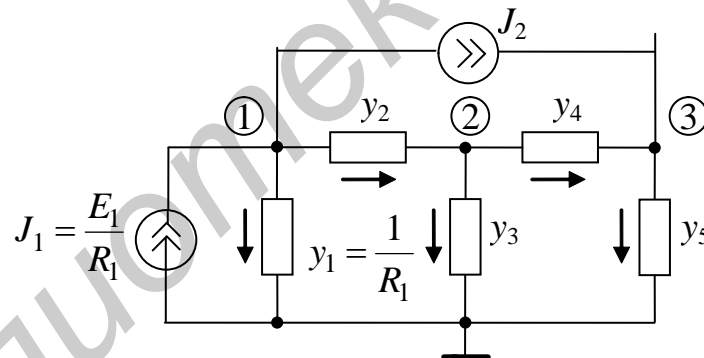 J₂
① y₂ ② y₄ ③
J₁ = E₁/R₁ y₁ = 1/R₁ y₃ y₅